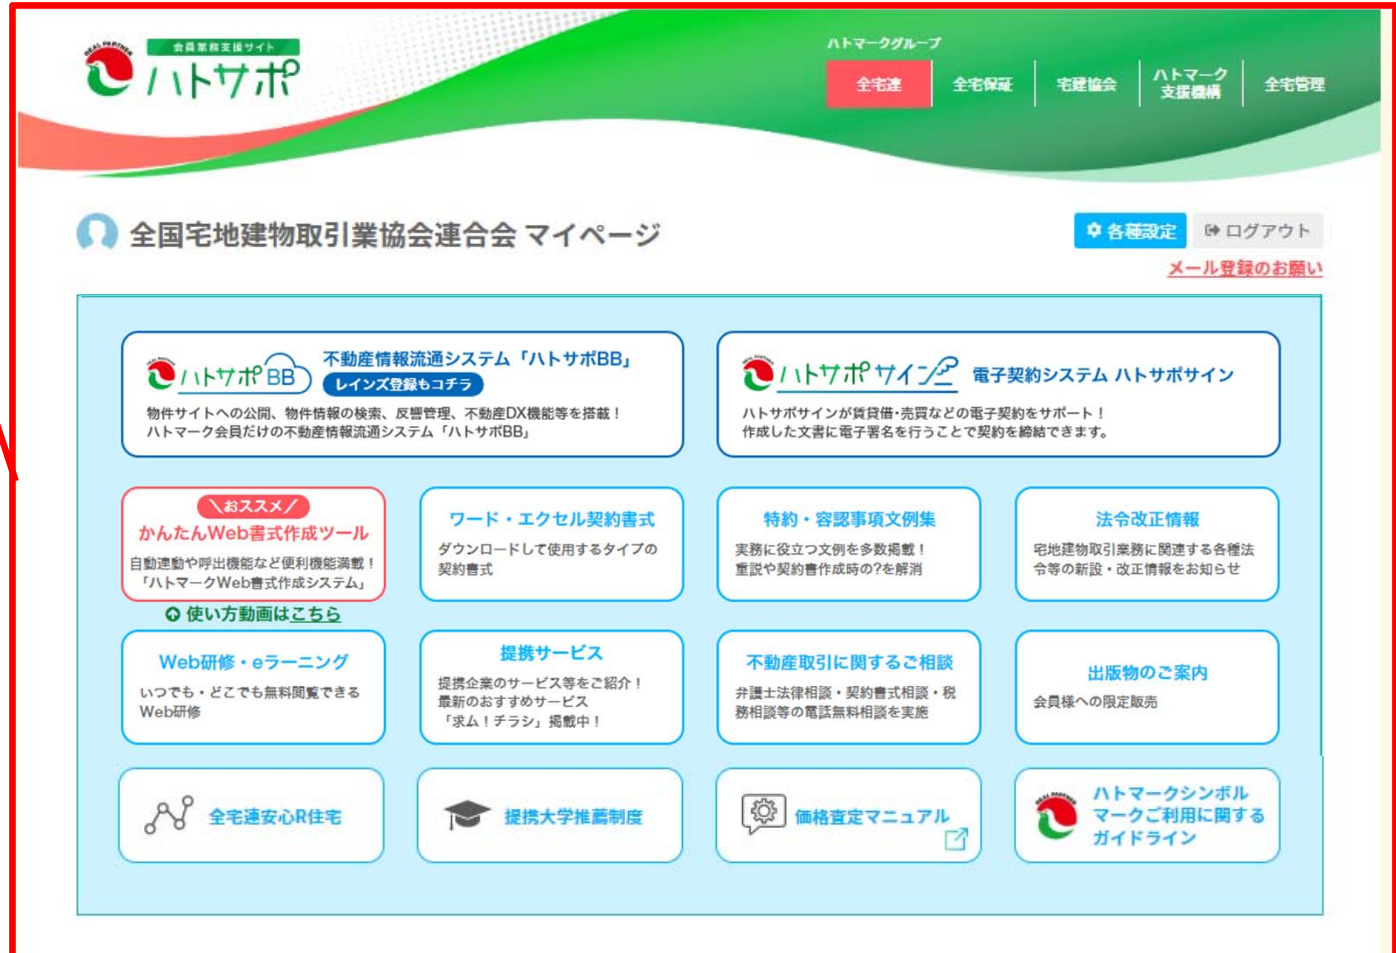 REAL PARTNER
会員業務支援サイト
ハトサポ
ハトマークグループ
全宅連
全宅保証
宅建協会
ハトマーク
支援機構
全宅管理
全国宅地建物取引業協会連合会 マイページ
各種設定
ログアウト
メール登録のお願い
REAL PARTNER
ハトサポBB
不動産情報流通システム「ハトサポBB」
レインズ登録もコチラ
物件サイトへの公開、物件情報の検索、反響管理、不動産DX機能等を搭載！
ハトマーク会員だけの不動産情報流通システム「ハトサポBB」
REAL PARTNER
ハトサポサイン
電子契約システム ハトサポサイン
ハトサポサインが賃貸借・売買などの電子契約をサポート！
作成した文書に電子署名を行うことで契約を締結できます。
＼おススメ／
かんたんWeb書式作成ツール
自動連動や呼出機能など便利機能満載！
「ハトマークWeb書式作成システム」
使い方動画はこちら
ワード・エクセル契約書式
ダウンロードして使用するタイプの
契約書式
特約・容認事項文例集
実務に役立つ文例を多数掲載！
重説や契約書作成時の?を解消
法令改正情報
宅地建物取引業務に関連する各種法
令等の新設・改正情報をお知らせ
Web研修・eラーニング
いつでも・どこでも無料閲覧できる
Web研修
提携サービス
提携企業のサービス等をご紹介！
最新のおすすめサービス
「求ム！チラシ」掲載中！
不動産取引に関するご相談
弁護士法律相談・契約書式相談・税
務相談等の電話無料相談を実施
出版物のご案内
会員様への限定販売
全宅連安心R住宅
提携大学推薦制度
価格査定マニュアル
REAL PARTNER
ハトマークシンボル
マークご利用に関する
ガイドライン